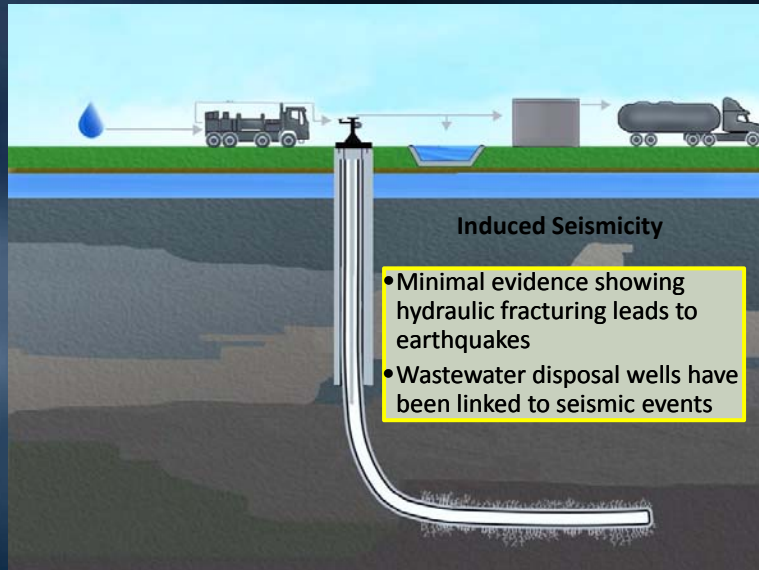 Induced Seismicity
•Minimal evidence showing
hydraulic fracturing leads to
earthquakes
•Wastewater disposal wells have
been linked to seismic events